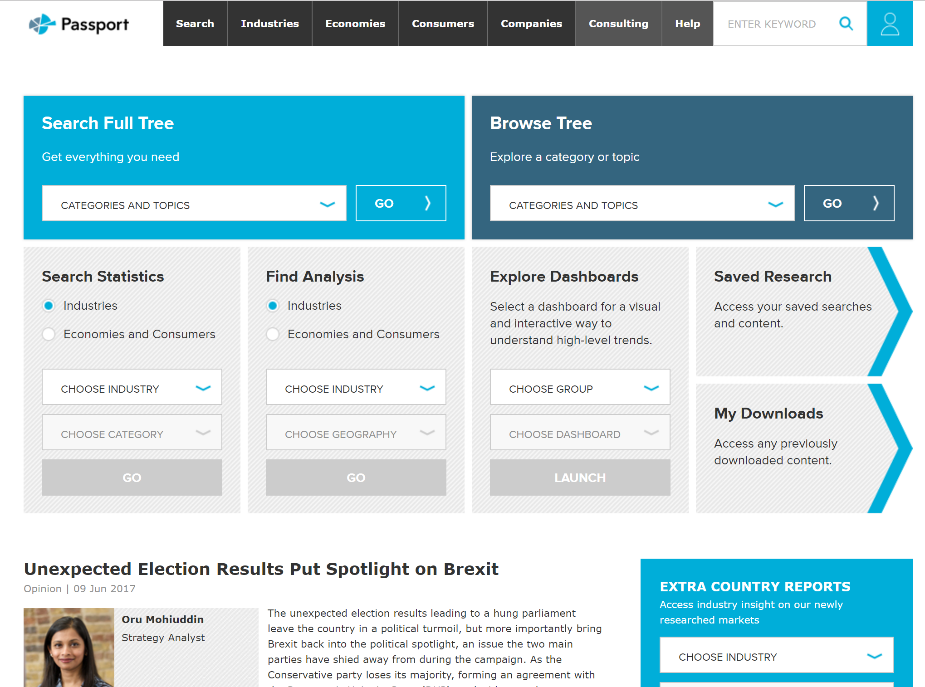 Passport
Search Industries Economies Consumers Companies Consulting Help ENTER KEYWORD
Search Full Tree
Get everything you need
CATEGORIES AND TOPICS GO
Browse Tree
Explore a category or topic
CATEGORIES AND TOPICS GO
Search Statistics
Industries
Economies and Consumers
CHOOSE INDUSTRY
CHOOSE CATEGORY
GO
Find Analysis
Industries
Economies and Consumers
CHOOSE INDUSTRY
CHOOSE GEOGRAPHY
GO
Explore Dashboards
Select a dashboard for a visual
and interactive way to
understand high-level trends.
CHOOSE GROUP
CHOOSE DASHBOARD
LAUNCH
Saved Research
Access your saved searches
and content.
My Downloads
Access any previously
downloaded content.
Unexpected Election Results Put Spotlight on Brexit
Opinion | 09 Jun 2017
Oru Mohiuddin
Strategy Analyst
The unexpected election results leading to a hung parliament
leave the country in a political turmoil, but more importantly bring
Brexit back into the political spotlight, an issue the two main
parties have shied away from during the campaign. As the
Conservative party loses its majority, forming an agreement with
EXTRA COUNTRY REPORTS
Access industry insight on our newly
researched markets
CHOOSE INDUSTRY